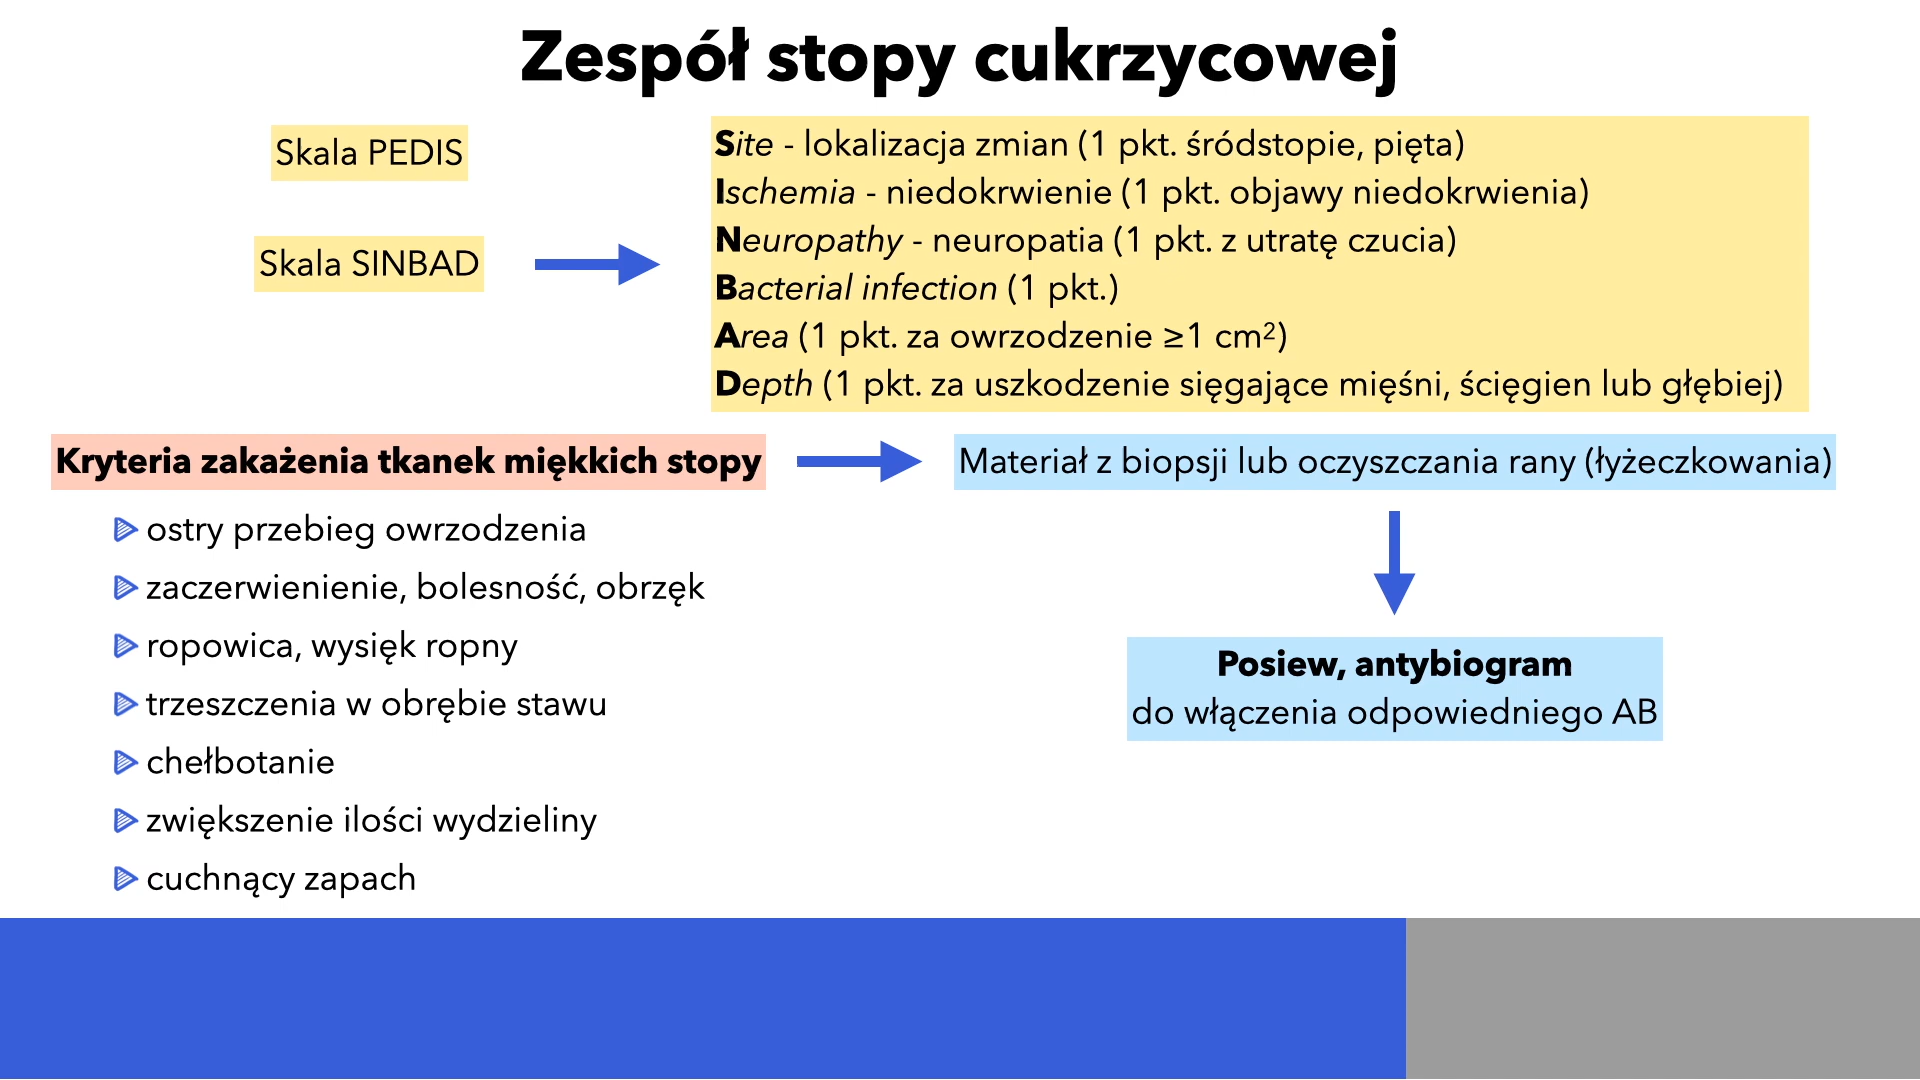 Zespół stopy cukrzycowej
Skala PEDIS
Skala SINBAD
Site - lokalizacja zmian (1 pkt. śródstopie, pięta)
Ischemia - niedokrwienie (1 pkt. objawy niedokrwienia)
Neuropathy - neuropatia (1 pkt. z utratę czucia)
Bacterial infection (1 pkt.)
Area (1 pkt. za owrzodzenie ≥1 cm²)
Depth (1 pkt. za uszkodzenie sięgające mięśni, ścięgien lub głębiej)
Kryteria zakażenia tkanek miękkich stopy
Materiał z biopsji lub oczyszczania rany (łyżeczkowania)
ostry przebieg owrzodzenia
zaczerwienienie, bolesność, obrzęk
ropowica, wysięk ropny
trzeszczenia w obrębie stawu
chełbotanie
zwiększenie ilości wydzieliny
cuchnący zapach
Posiew, antybiogram
do włączenia odpowiedniego AB